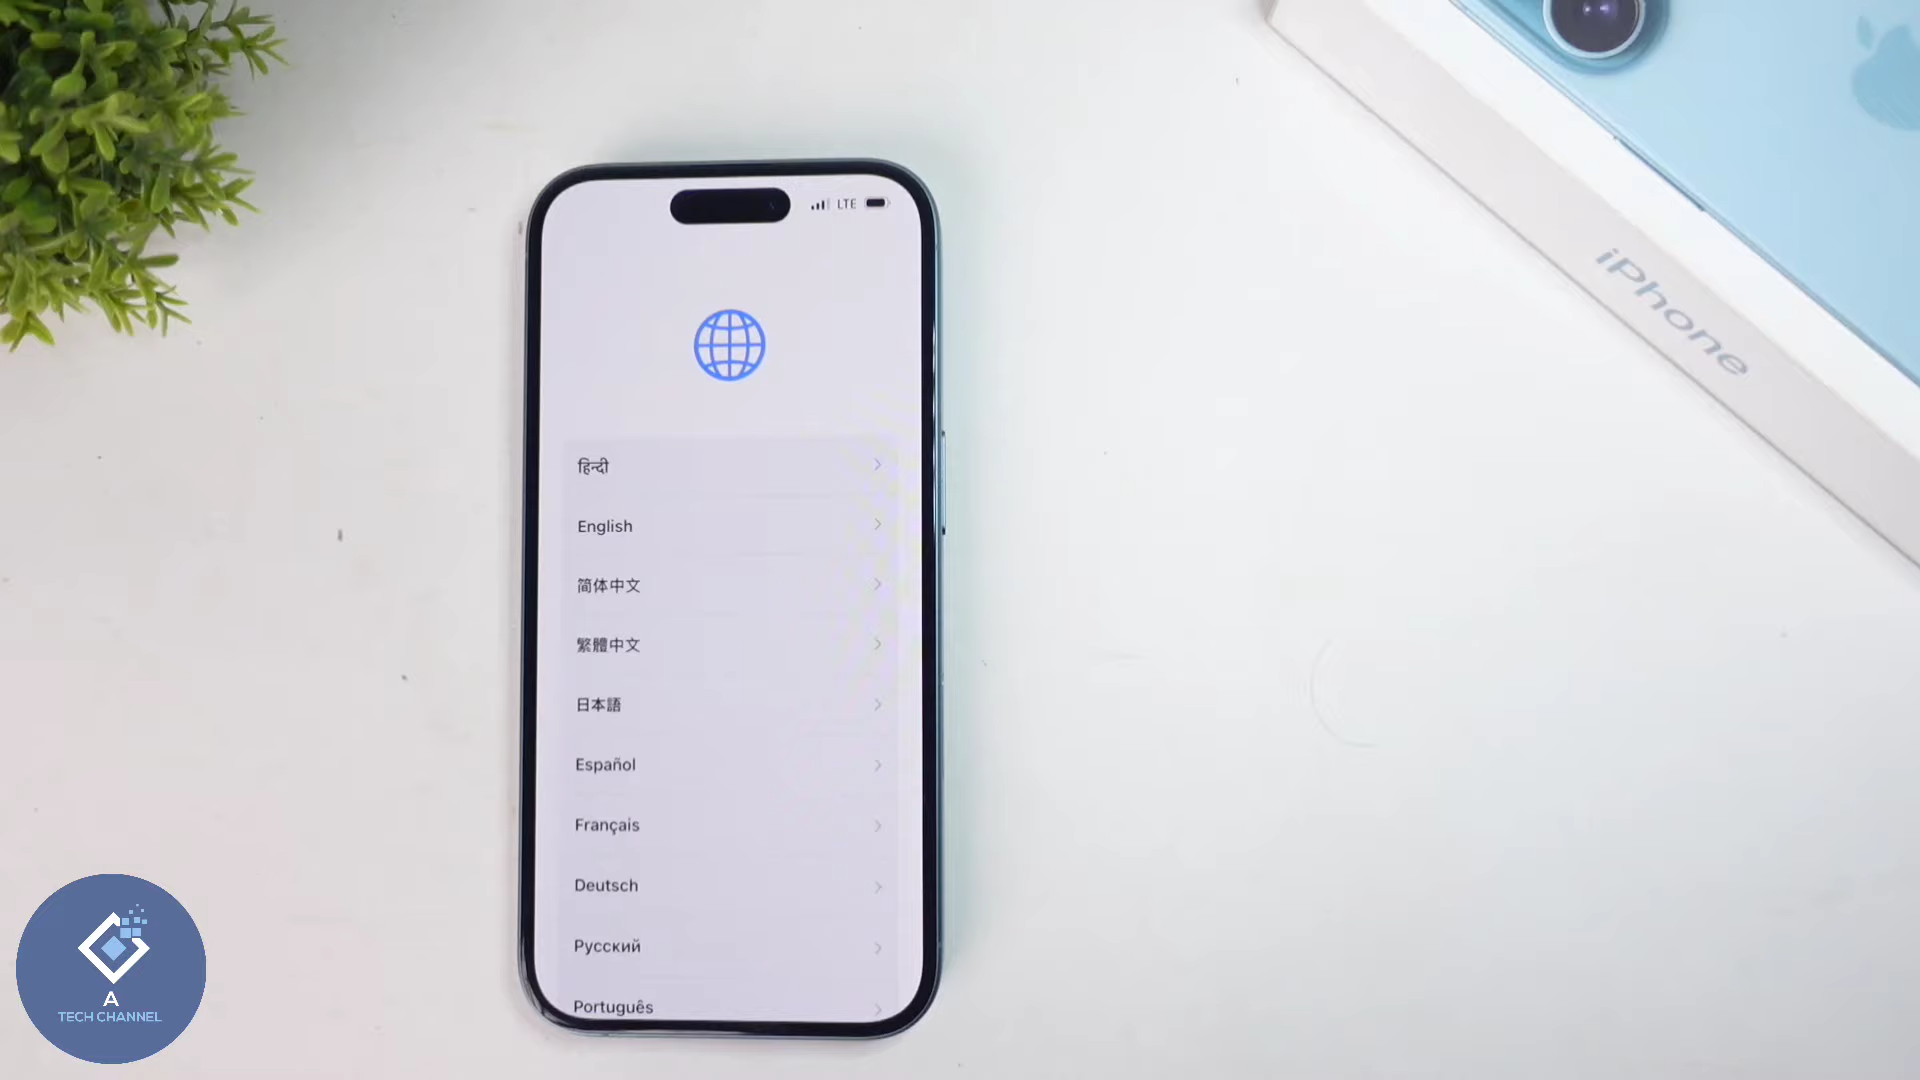 LTE
हिन्दी
English
简体中文
繁體中文
日本語
Español
Français
Deutsch
Русский
Português
iPhone
A
TECH CHANNEL